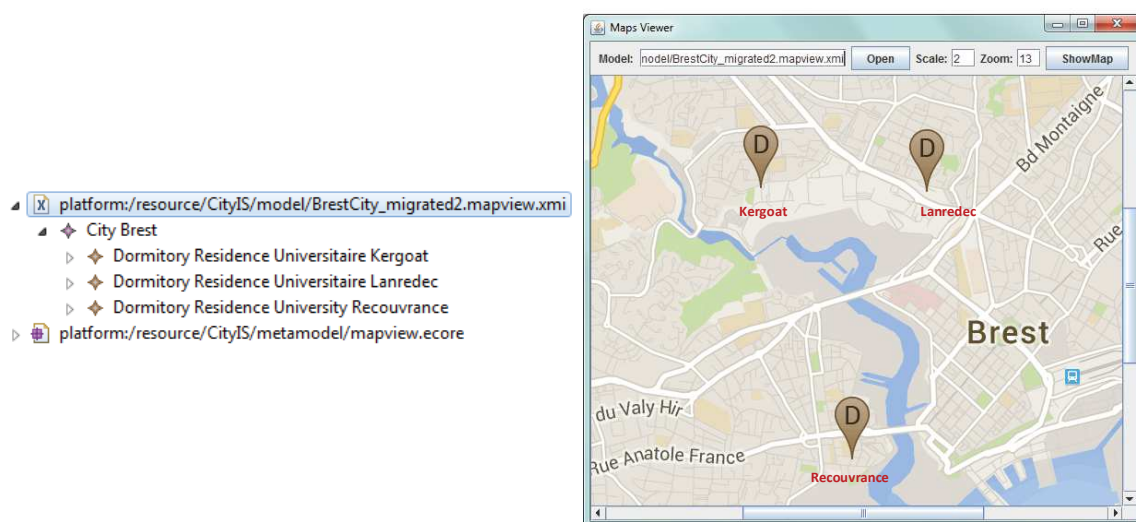 platform:/resource/CityIS/model/BrestCity_migrated2.mapview.xmi
City Brest
Dormitory Residence Universitaire Kergoat
Dormitory Residence Universitaire Lanredec
Dormitory Residence University Recouvrance
platform:/resource/CityIS/metamodel/mapview.ecore
Maps Viewer
Model: nodel/BrestCity_migrated2.mapview.xmi Open Scale: 2 Zoom: 13 ShowMap
Bd Montaigne
D D
Kergoat Lanredec
Rue
Brest
du Valy Hir
D
Rue Anatole France
Recouvrance